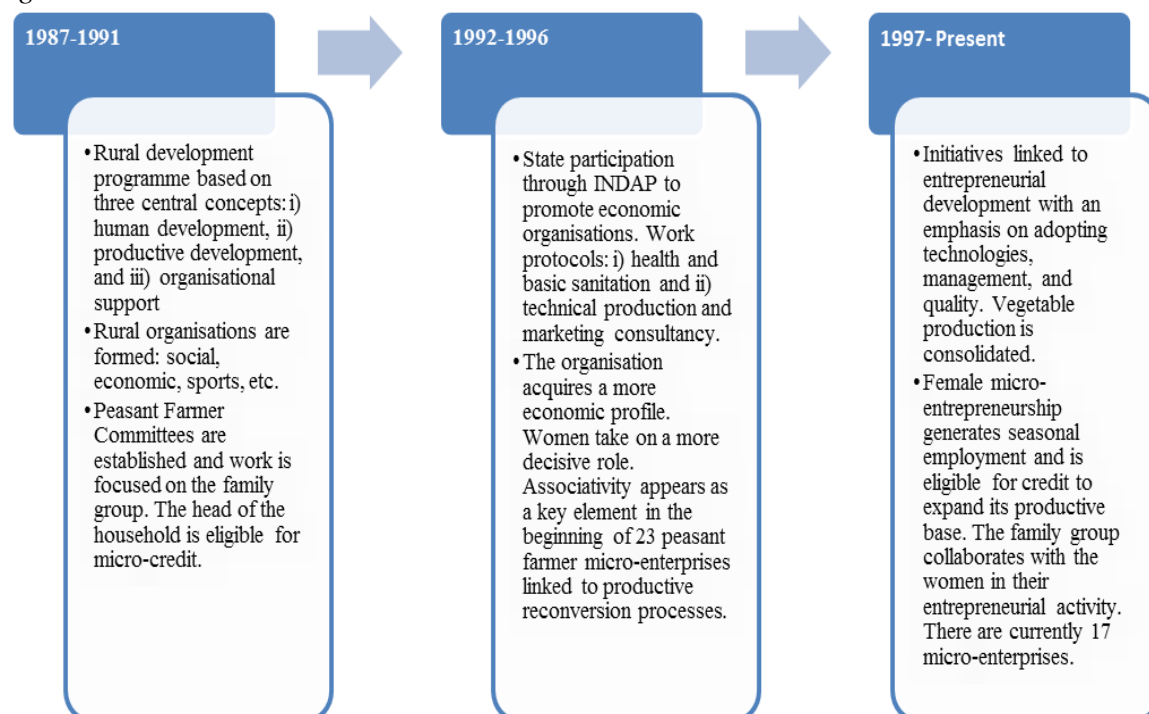 1987-1991
•Rural development
programme based on
three central concepts: i)
human development, ii)
productive development,
and iii) organisational
support
•Rural organisations are
formed: social,
economic, sports, etc.
•Peasant Farmer
Committees are
established and work is
focused on the family
group. The head of the
household is eligible for
micro-credit.
1992-1996
•State participation
through INDAP to
promote economic
organisations. Work
protocols: i) health and
basic sanitation and ii)
technical production and
marketing consultancy.
•The organisation
acquires a more
economic profile.
Women take on a more
decisive role.
Associativity appears as
a key element in the
beginning of 23 peasant
farmer micro-enterprises
linked to productive
reconversion processes.
1997- Present
•Initiatives linked to
entrepreneurial
development with an
emphasis on adopting
technologies,
management, and
quality. Vegetable
production is
consolidated.
•Female micro-
entrepreneurship
generates seasonal
employment and is
eligible for credit to
expand its productive
base. The family group
collaborates with the
women in their
entrepreneurial activity.
There are currently 17
micro-enterprises.